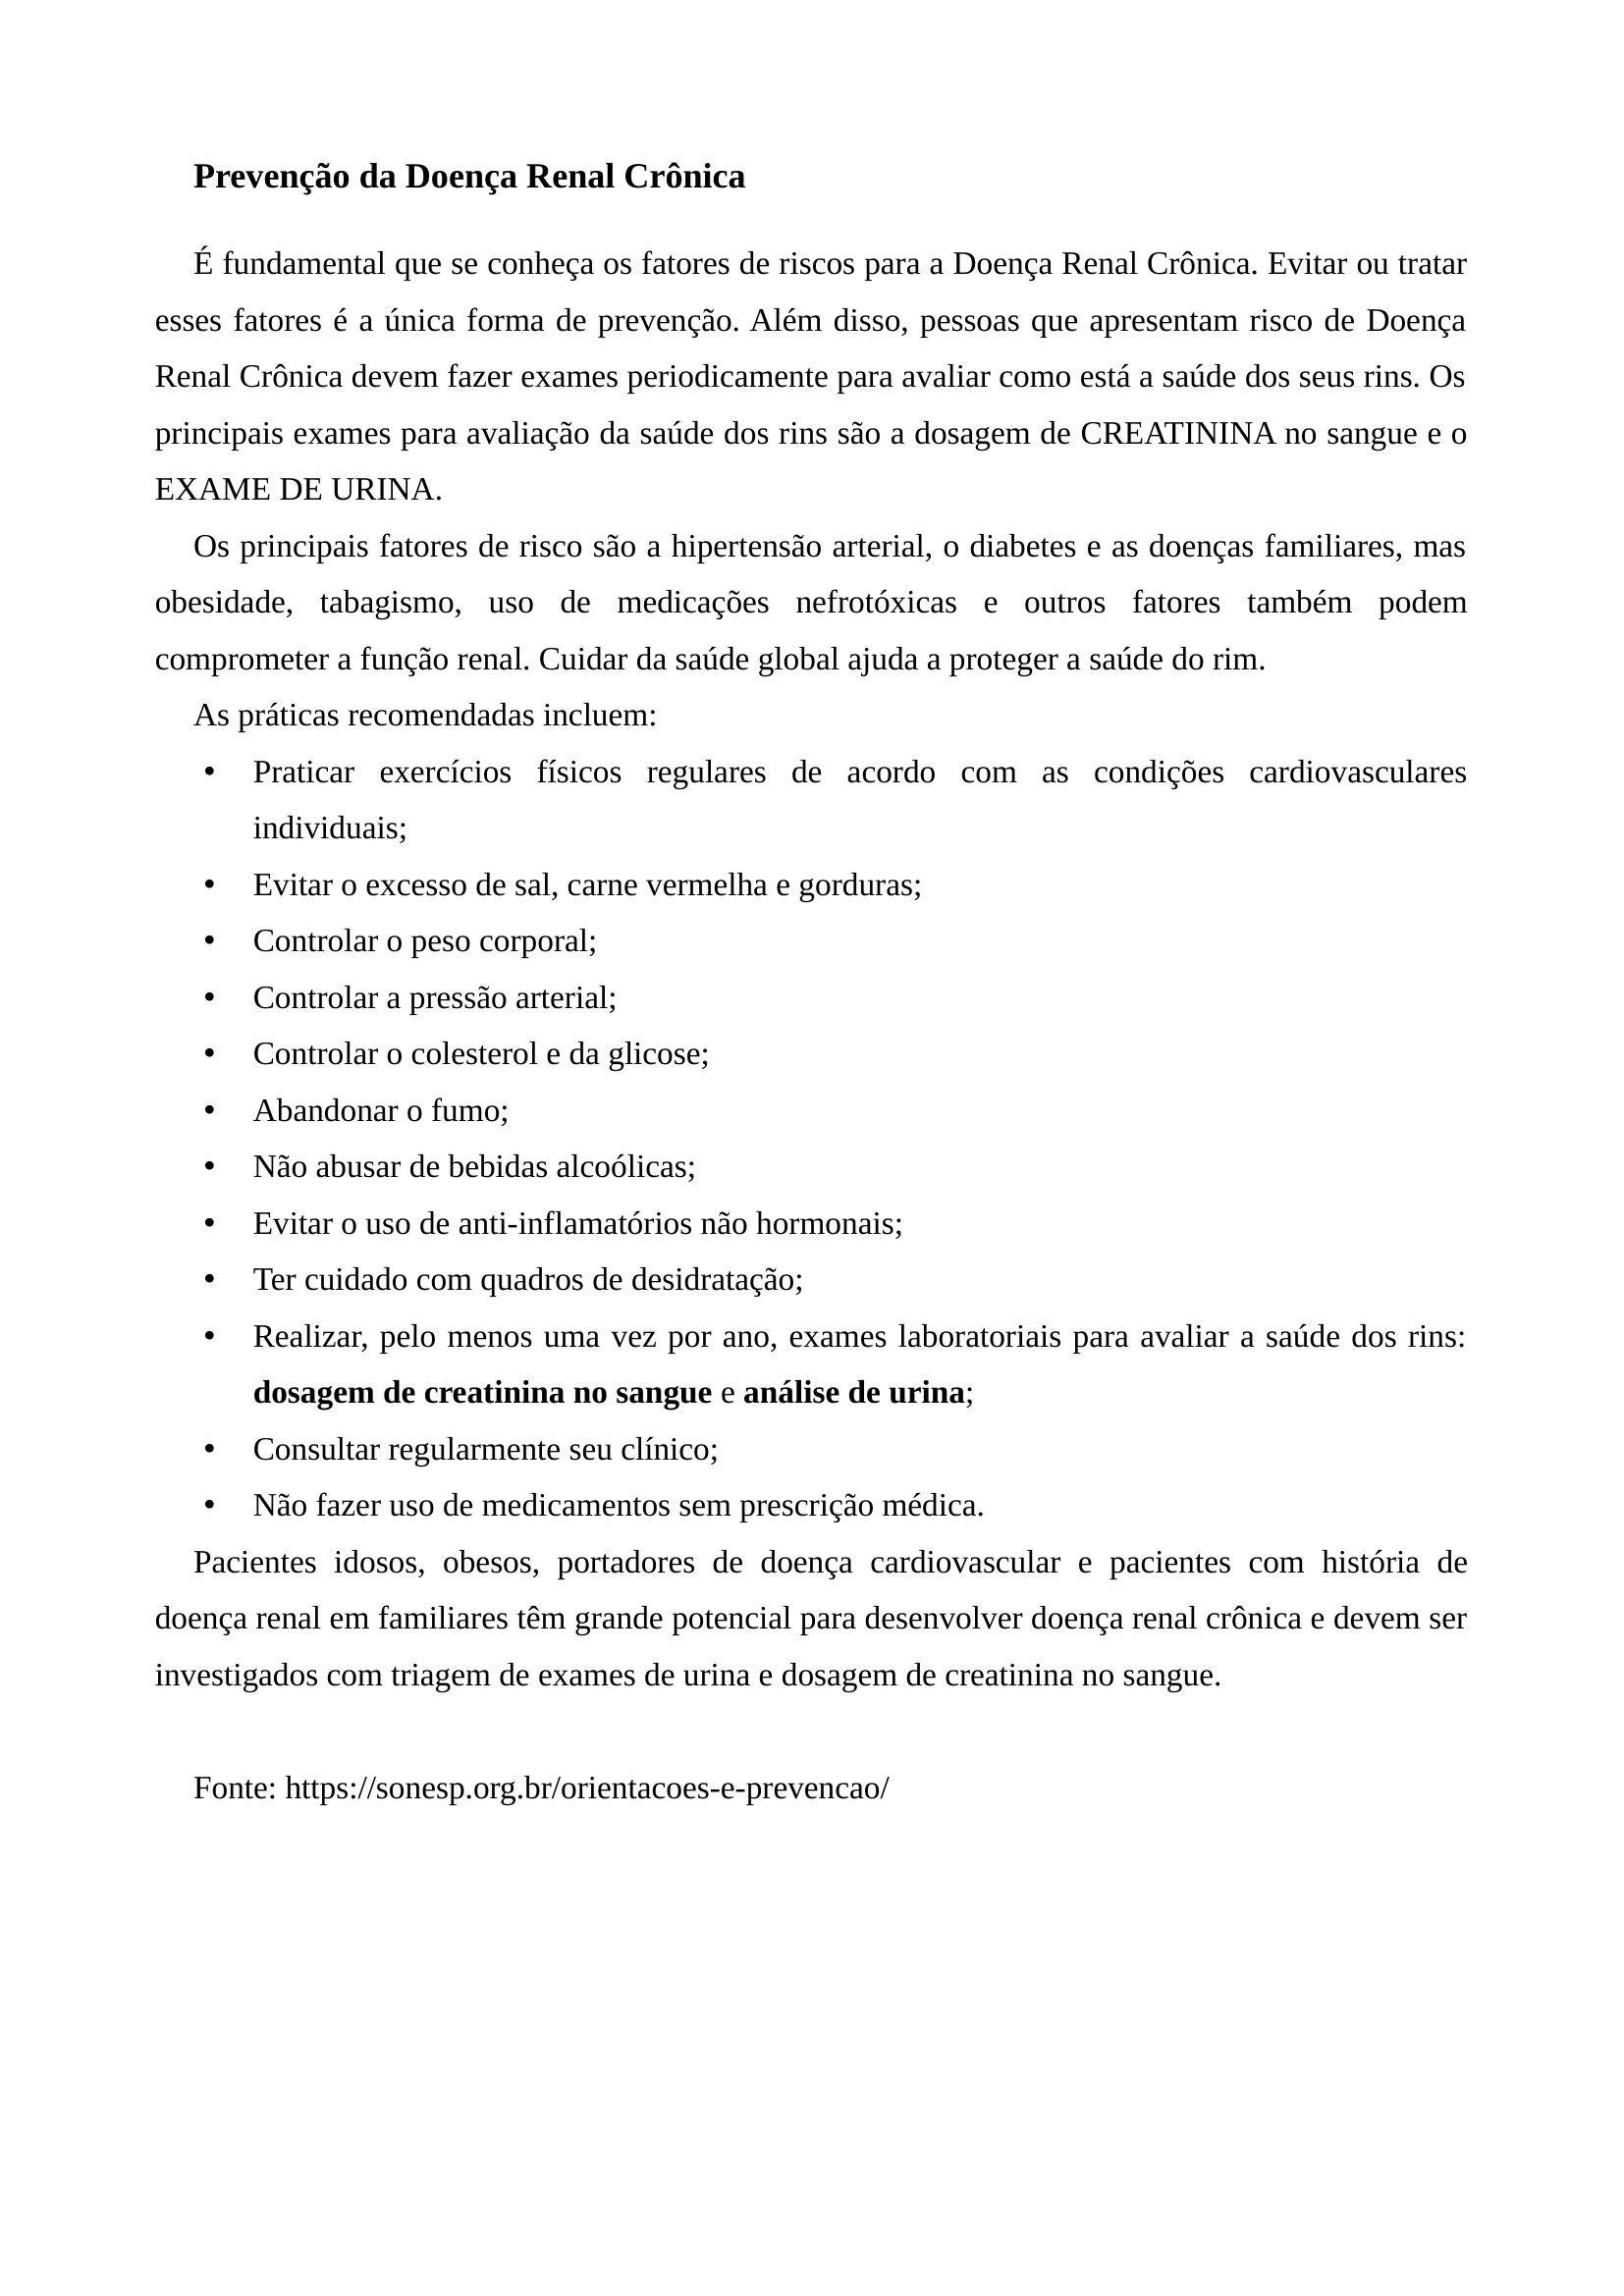 Prevenção da Doença Renal Crônica
É fundamental que se conheça os fatores de riscos para a Doença Renal Crônica. Evitar ou tratar
esses fatores é a única forma de prevenção. Além disso, pessoas que apresentam risco de Doença
Renal Crônica devem fazer exames periodicamente para avaliar como está a saúde dos seus rins. Os
principais exames para avaliação da saúde dos rins são a dosagem de CREATININA no sangue e o
EXAME DE URINA.
Os principais fatores de risco são a hipertensão arterial, o diabetes e as doenças familiares, mas
obesidade, tabagismo, uso de medicações nefrotóxicas e outros fatores também podem
comprometer a função renal. Cuidar da saúde global ajuda a proteger a saúde do rim.
As práticas recomendadas incluem:
• Praticar exercícios físicos regulares de acordo com as condições cardiovasculares
individuais;
• Evitar o excesso de sal, carne vermelha e gorduras;
• Controlar o peso corporal;
• Controlar a pressão arterial;
• Controlar o colesterol e da glicose;
• Abandonar o fumo;
• Não abusar de bebidas alcoólicas;
• Evitar o uso de anti-inflamatórios não hormonais;
• Ter cuidado com quadros de desidratação;
• Realizar, pelo menos uma vez por ano, exames laboratoriais para avaliar a saúde dos rins:
dosagem de creatinina no sangue e análise de urina;
• Consultar regularmente seu clínico;
• Não fazer uso de medicamentos sem prescrição médica.
Pacientes idosos, obesos, portadores de doença cardiovascular e pacientes com história de
doença renal em familiares têm grande potencial para desenvolver doença renal crônica e devem ser
investigados com triagem de exames de urina e dosagem de creatinina no sangue.
Fonte: https://sonesp.org.br/orientacoes-e-prevencao/